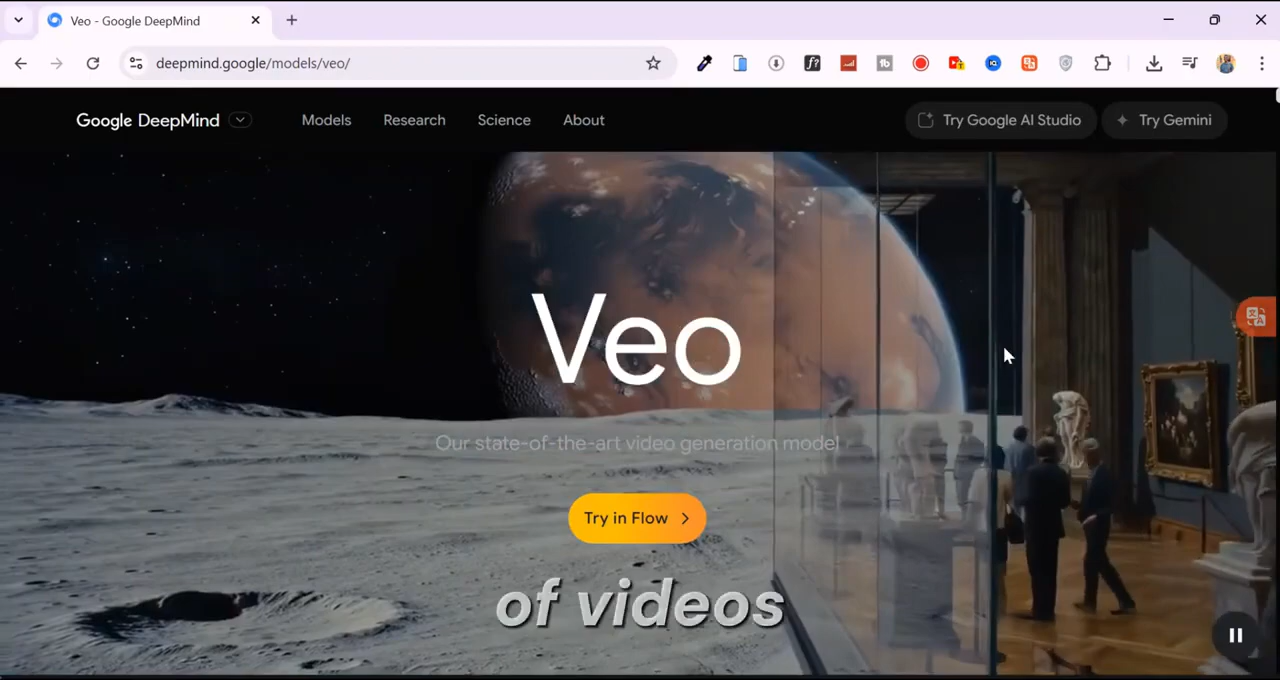 Veo - Google DeepMind
deepmind.google/models/veo/
Google DeepMind
Models
Research
Science
About
Try Google AI Studio
Try Gemini
Veo
Our state-of-the-art video generation model
Try in Flow
of videos